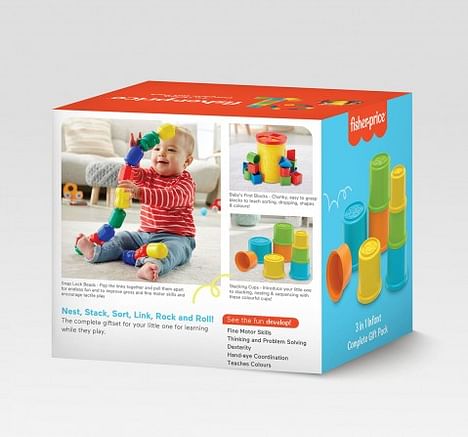 fisher-price
fisher-price
Baby's First Blocks - Chunky, easy to grasp
blocks to teach sorting, dropping, shapes
& colours!
Snap Lock Beads - Pop the links together and pull them apart
for endless fun and to improve gross and fine motor skills and
encourage tactile play
Stacking Cups - Introduce your little one
to stacking, nesting & sequencing with
these colourful cups!
Nest, Stack, Sort, Link, Rock and Roll!
The complete giftset for your little one for learning
while they play.
See the fun develop!
Fine Motor Skills
Thinking and Problem Solving
Dexterity
Hand-eye Coordination
Teaches Colours
3 in 1 Infant
Complete Gift Pack